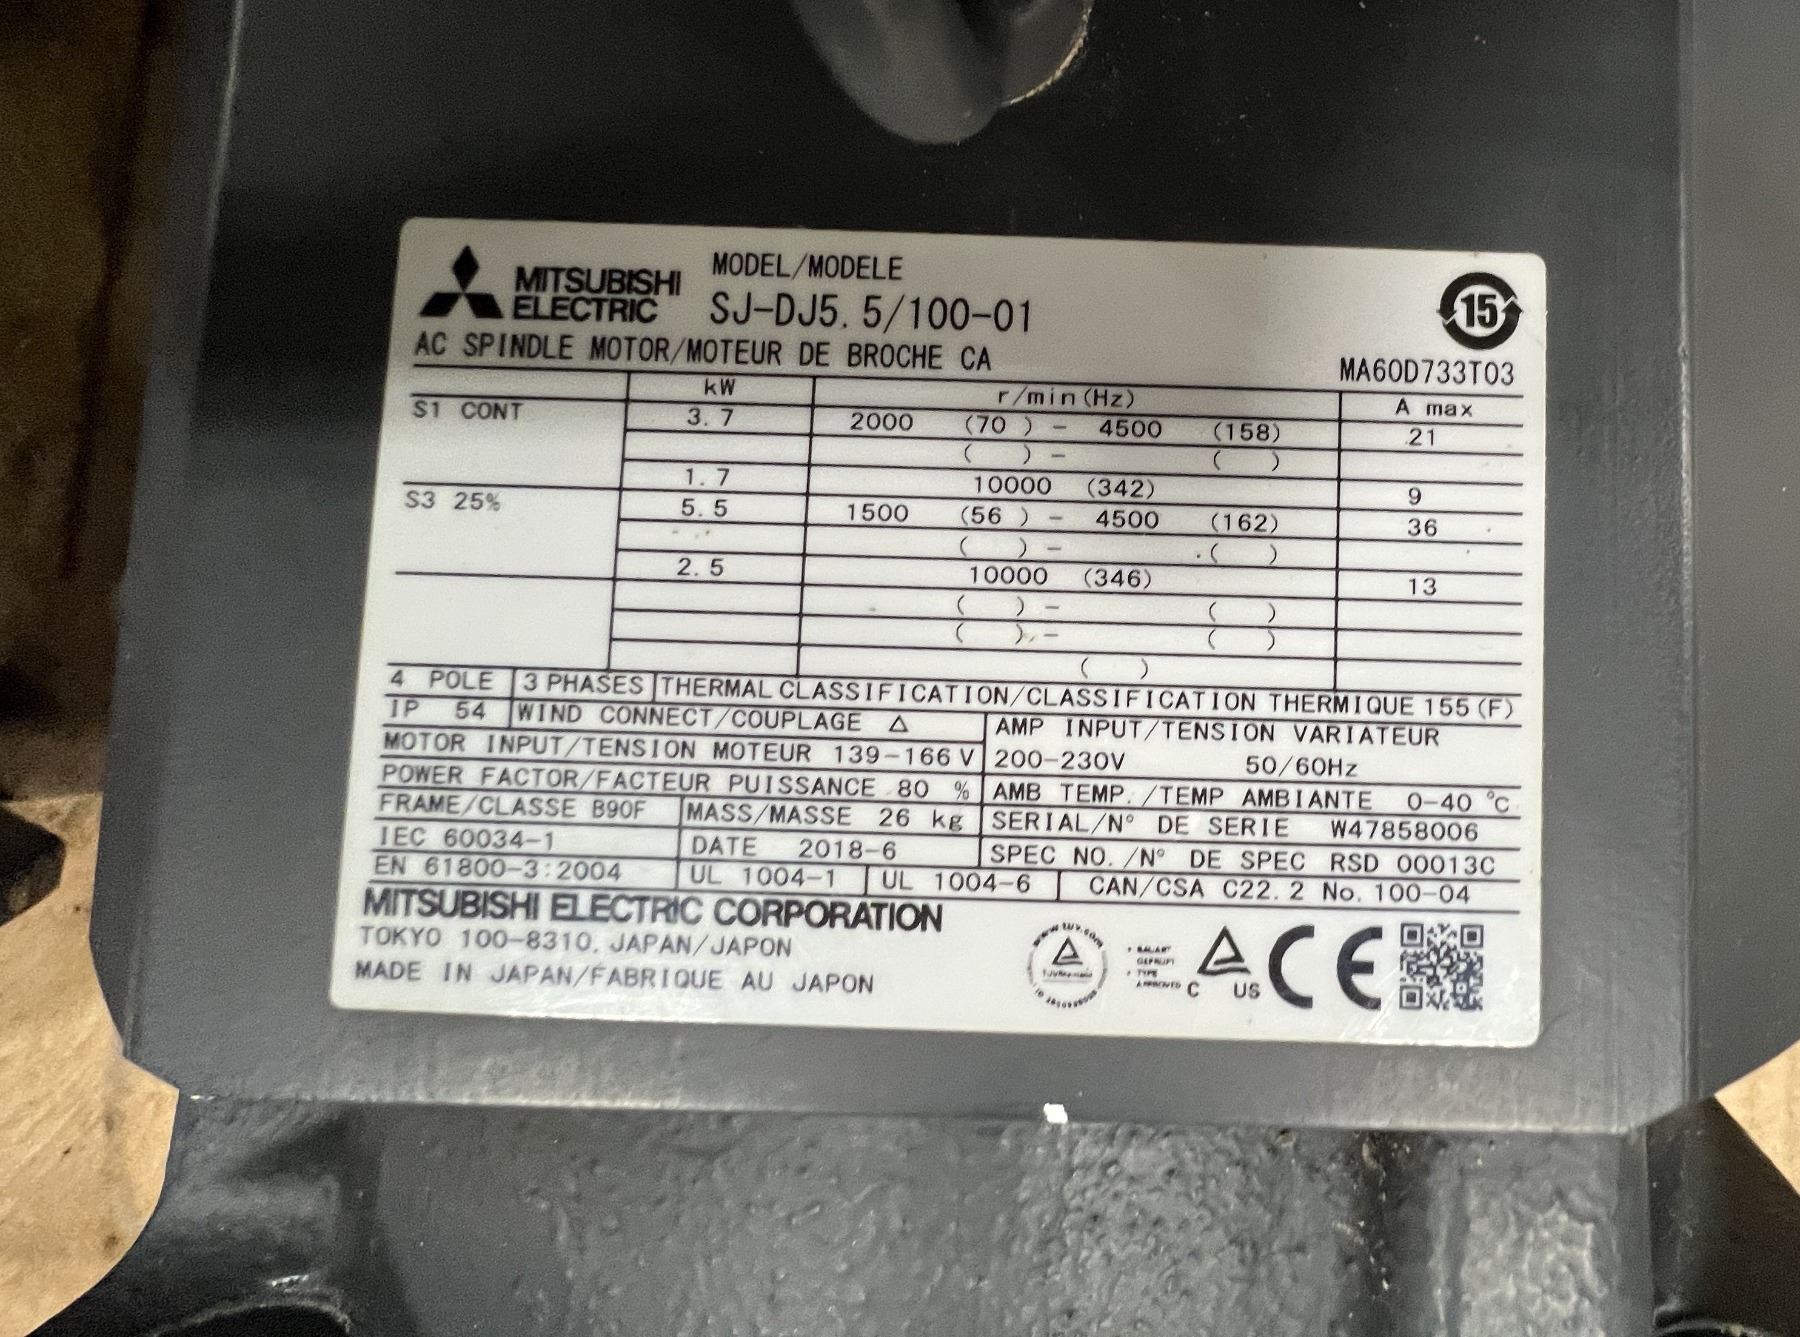 MITSUBISHI
ELECTRIC
MODEL/MODELE
SJ-DJ5.5/100-01
15
AC SPINDLE MOTOR/MOTEUR DE BROCHE CA
MA60D733T03
kW r/min(Hz) A max
S1 CONT 3.7 2000 (70 ) - 4500 (158) 21
( ) - ( )
1.7 10000 (342) 9
S3 25% 5.5 1500 (56 ) - 4500 (162) 36
( ) - ( )
2.5 10000 (346) 13
( ) - ( )
( ) - ( )
( )
4 POLE 3 PHASES THERMAL CLASSIFICATION/CLASSIFICATION THERMIQUE 155 (F)
IP 54 WIND CONNECT/COUPLAGE △
AMP INPUT/TENSION VARIATEUR
MOTOR INPUT/TENSION MOTEUR 139-166 V
200-230V 50/60Hz
POWER FACTOR/FACTEUR PUISSANCE 80 %
AMB TEMP./TEMP AMBIANTE 0-40 ℃
FRAME/CLASSE B90F MASS/MASSE 26 kg
SERIAL/N° DE SERIE W47858006
IEC 60034-1 DATE 2018-6
SPEC NO./N° DE SPEC RSD 00013C
EN 61800-3:2004 UL 1004-1 UL 1004-6 CAN/CSA C22.2 No.100-04
MITSUBISHI ELECTRIC CORPORATION
TOKYO 100-8310, JAPAN/JAPON
MADE IN JAPAN/FABRIQUE AU JAPON
www.tuv.com
TYPE
APPROVED
C US
CE